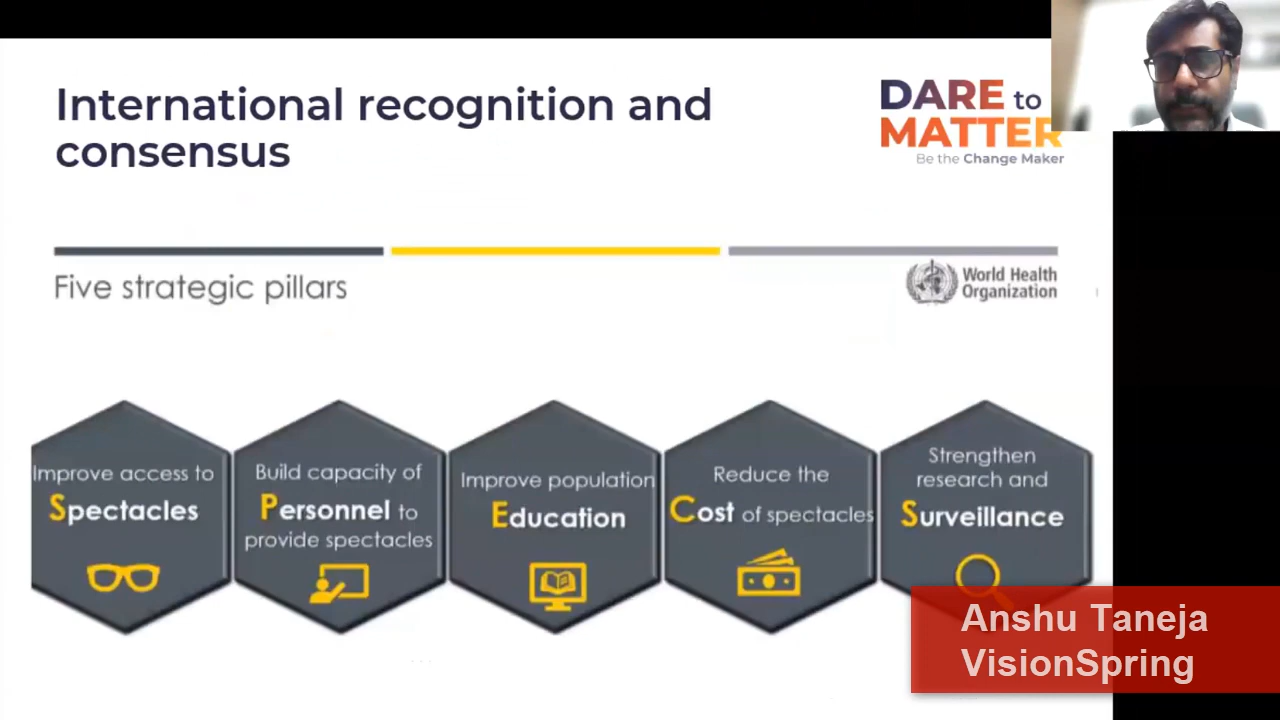 International recognition and
consensus
DARE to
MATTER
Be the Change Maker
Five strategic pillars
World Health
Organization
Improve access to
Spectacles
Build capacity of
Personnel to
provide spectacles
Improve population
Education
Reduce the
Cost of spectacles
Strengthen
research and
Surveillance
Anshu Taneja
VisionSpring